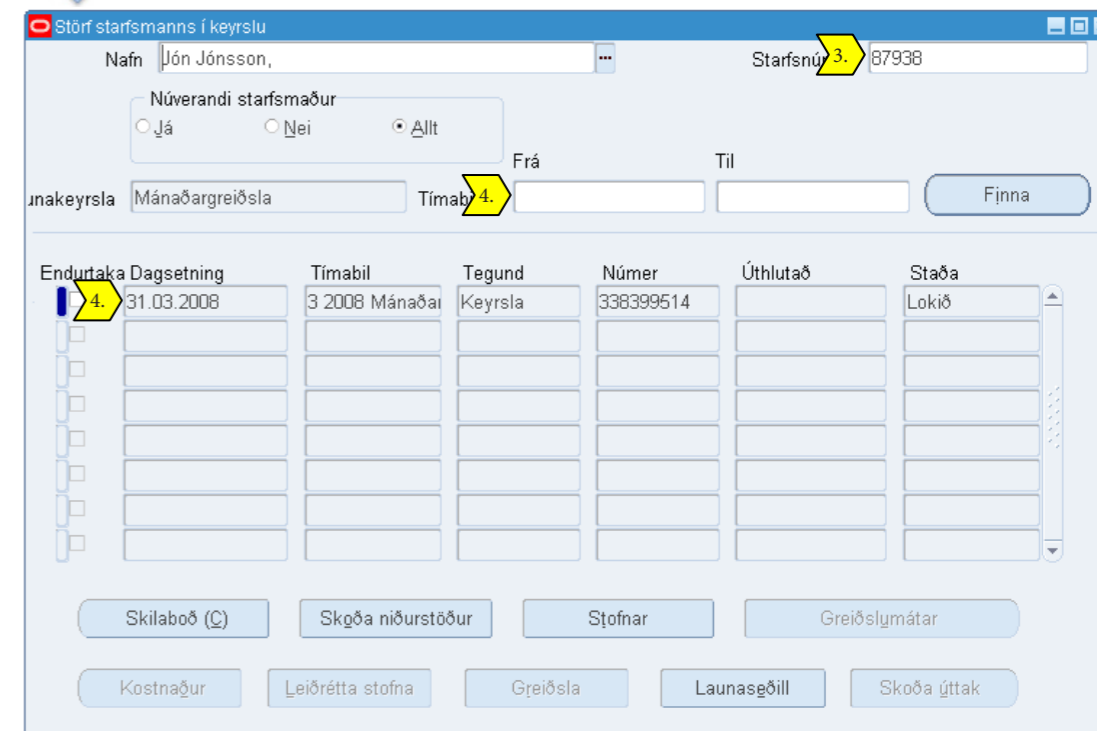 Störf starfsmanns í keyrslu
Nafn Jón Jónsson, ... Starfsnúm 3. 87938
Núverandi starfsmaður
Já Nei Allt
Frá Til
unakeyrsla Mánaðargreiðsla Tímab 4. Finna
Endurtaka Dagsetning Tímabil Tegund Númer Úthlutað Staða
4. 31.03.2008 3 2008 Mánaðar Keyrsla 338399514 Lokið
Skilaboð (C) Skoða niðurstöður Stofnar Greiðslumátar
Kostnaður Leiðrétta stofna Greiðsla Launaseðill Skoða úttak